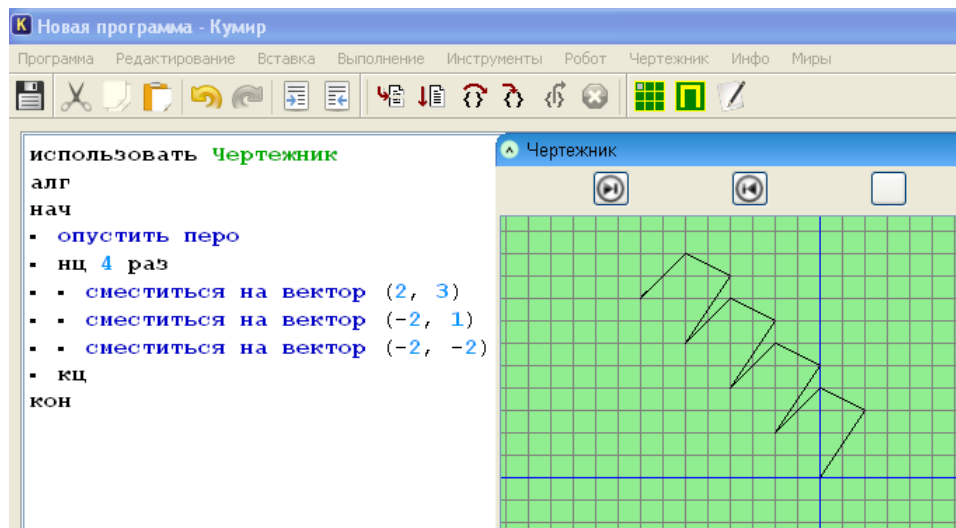 K Новая программа - Кумир
Программа Редактирование Вставка Выполнение Инструменты Робот Чертежник Инфо Миры
использовать Чертежник
алг
нач
▪ опустить перо
▪ нц 4 раз
▪ ▪ сместиться на вектор (2, 3)
▪ ▪ сместиться на вектор (-2, 1)
▪ ▪ сместиться на вектор (-2, -2)
▪ кц
кон
Чертежник